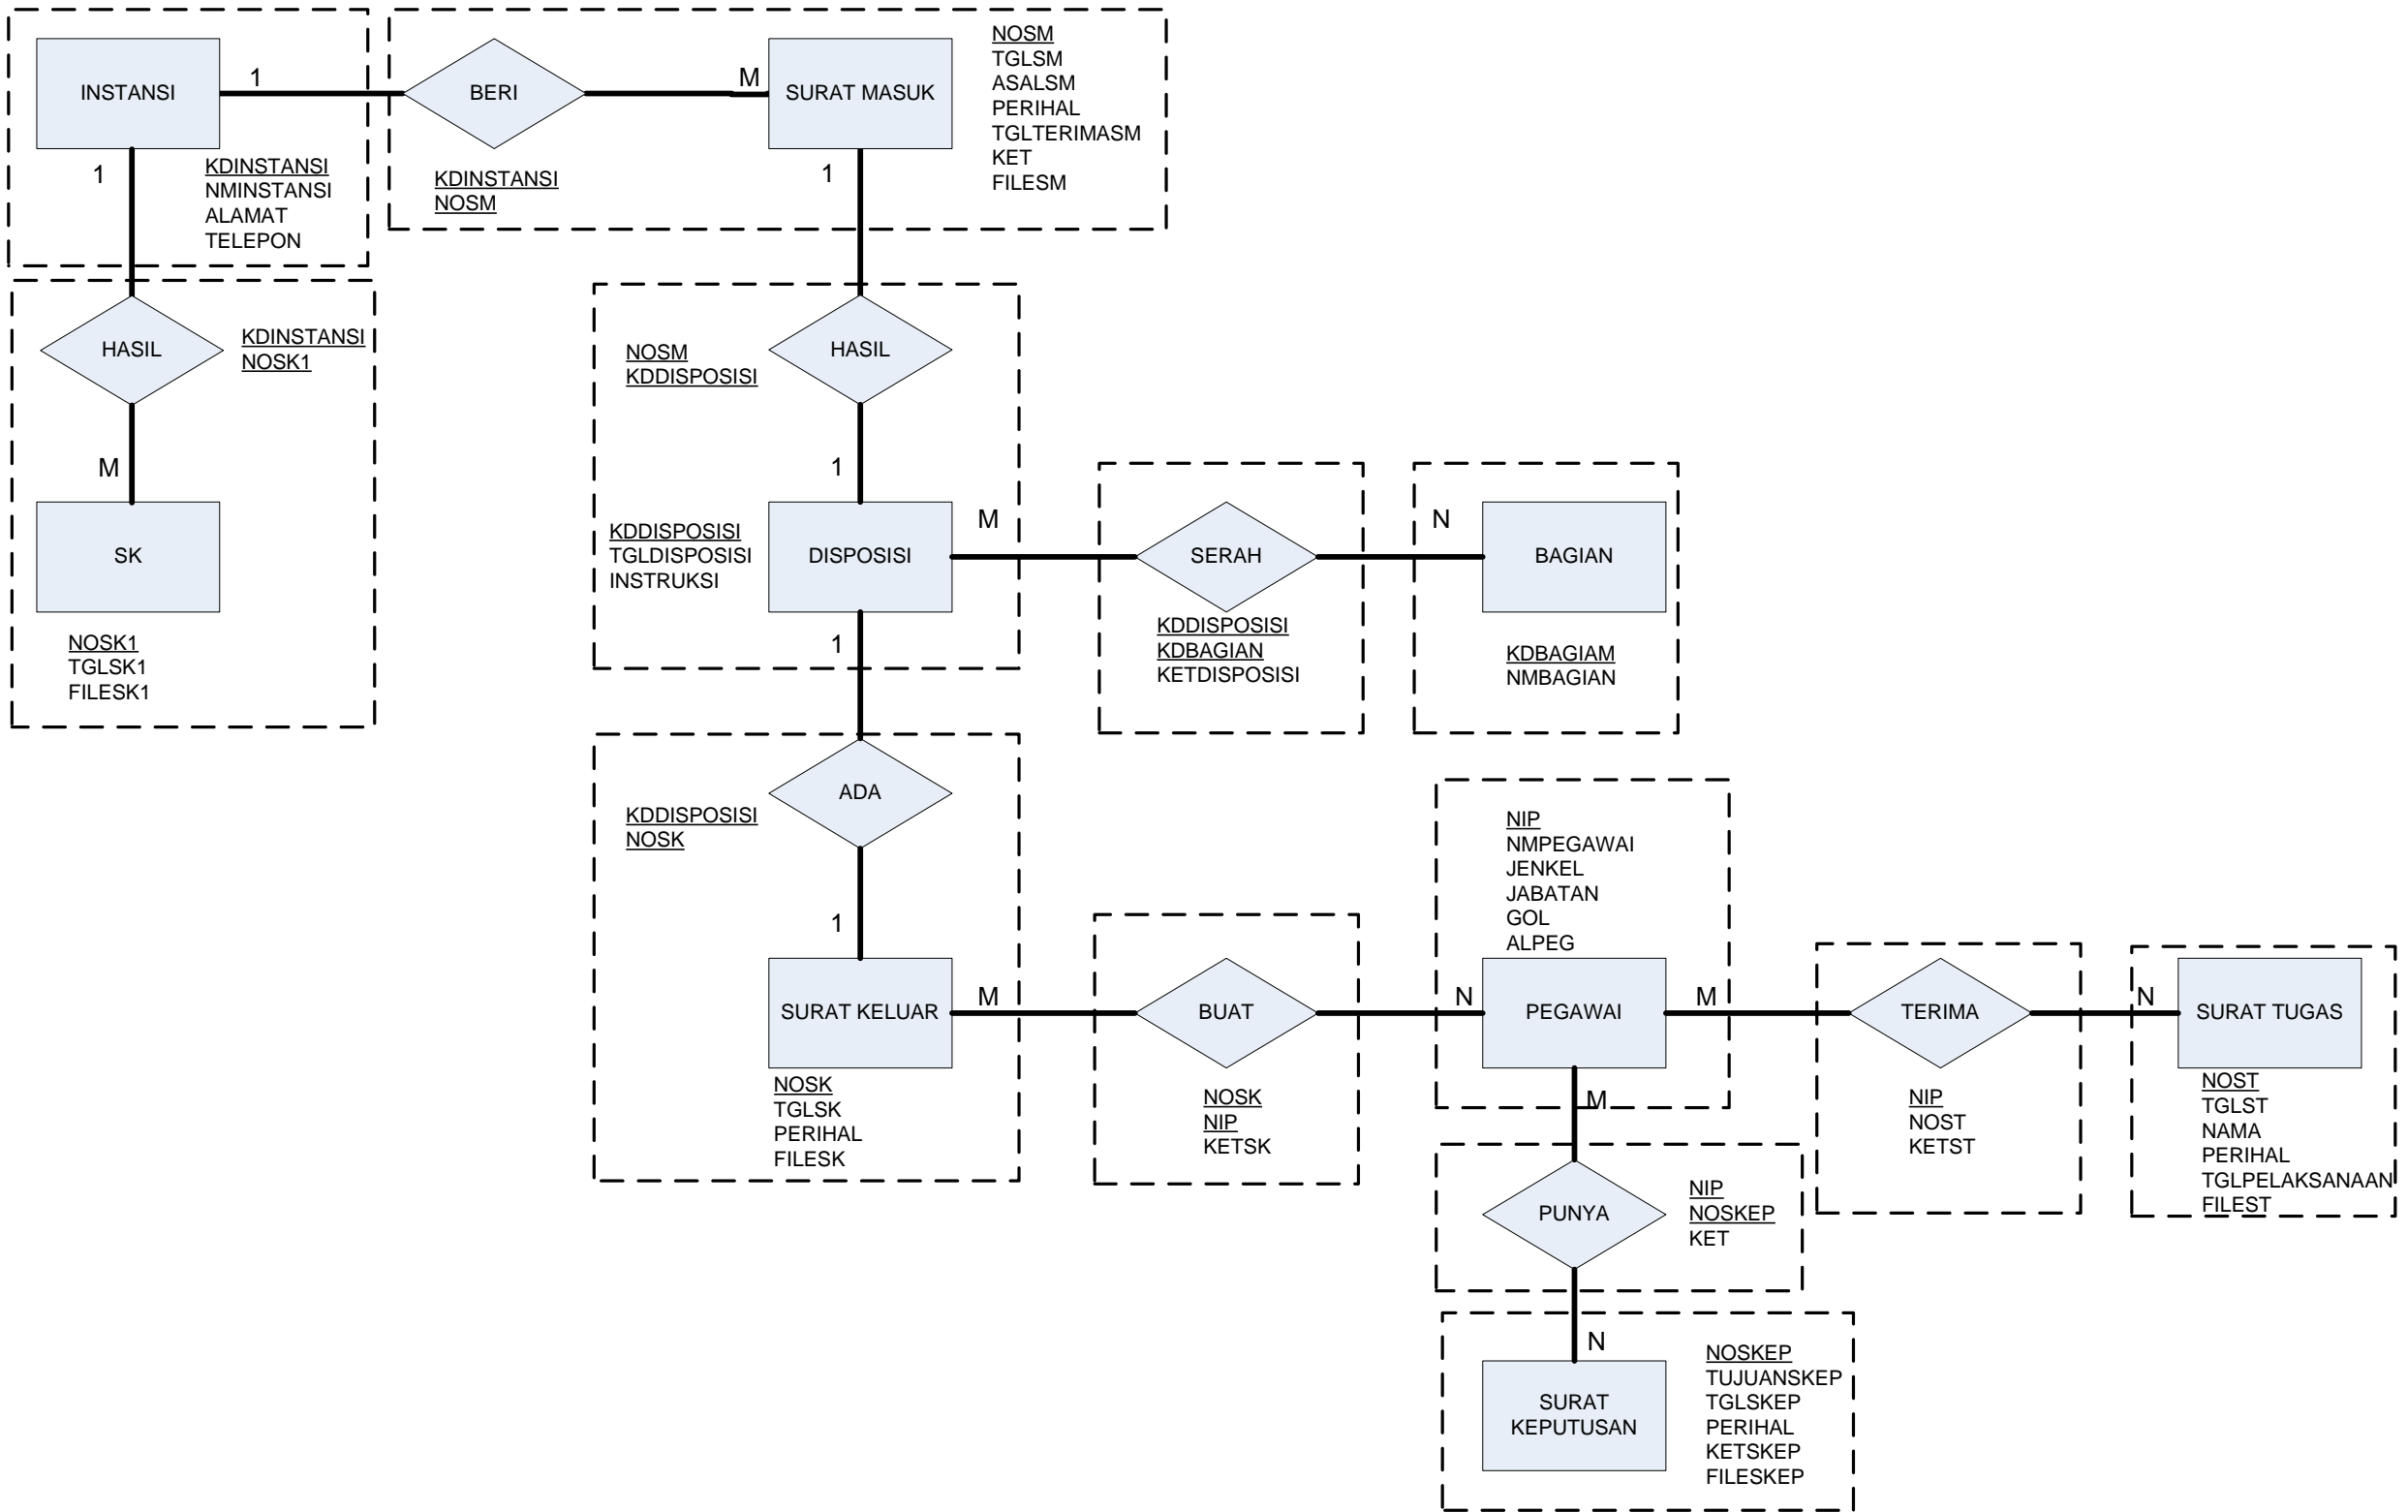 INSTANSI
1
BERI
M
SURAT MASUK
NOSM
TGLSM
ASALSM
PERIHAL
TGLTERIMASM
KET
FILESM
KDINSTANSI
NMINSTANSI
ALAMAT
TELEPON
1
KDINSTANSI
NOSM
1
HASIL
KDINSTANSI
NOSK1
M
SK
NOSK1
TGLSK1
FILESK1
HASIL
NOSM
KDDISPOSISI
1
KDDISPOSISI
TGLDISPOSISI
INSTRUKSI
DISPOSISI
M
SERAH
KDDISPOSISI
KDBAGIAN
KETDISPOSISI
N
BAGIAN
KDBAGIAM
NMBAGIAN
1
ADA
KDDISPOSISI
NOSK
1
SURAT KELUAR
NOSK
TGLSK
PERIHAL
FILESK
M
BUAT
NOSK
NIP
KETSK
N
NIP
NMPEGAWAI
JENKEL
JABATAN
GOL
ALPEG
PEGAWAI
M
TERIMA
NIP
NOST
KETST
N
SURAT TUGAS
NOST
TGLST
NAMA
PERIHAL
TGLPELAKSANAAN
FILEST
M
PUNYA
NIP
NOSKEP
KET
N
SURAT
KEPUTUSAN
NOSKEP
TUJUANSKEP
TGLSKEP
PERIHAL
KETSKEP
FILESKEP